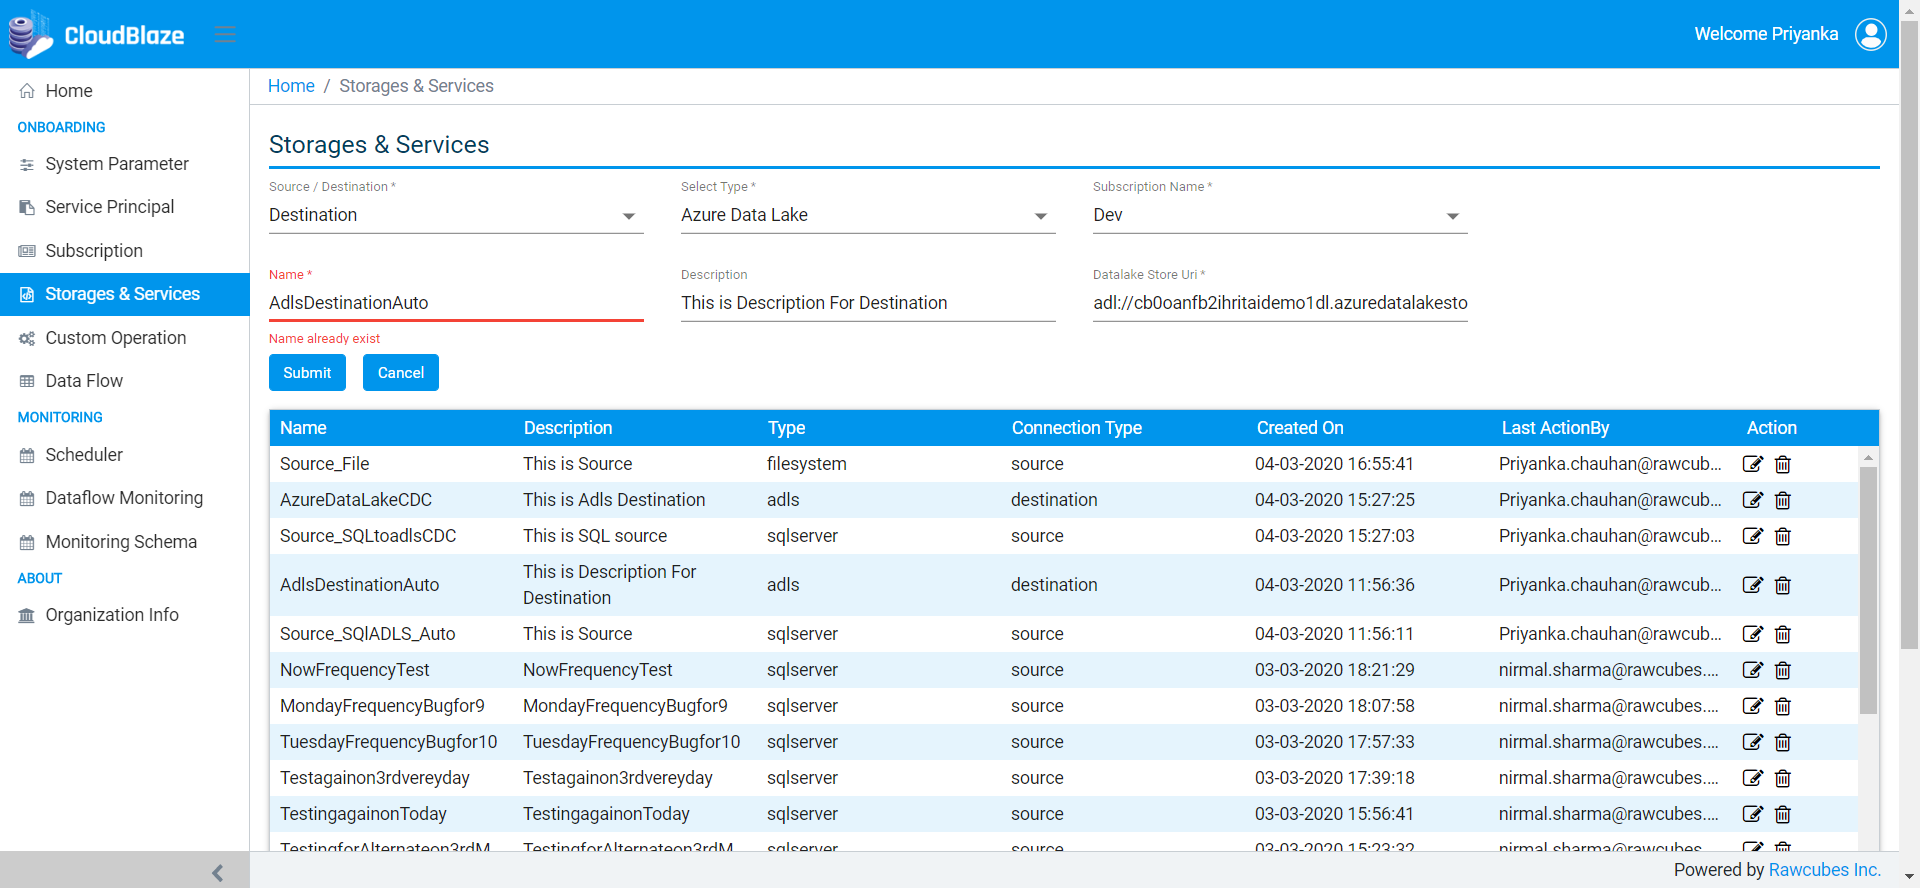 CloudBlaze
Welcome Priyanka
Home
ONBOARDING
System Parameter
Service Principal
Subscription
Storages & Services
Custom Operation
Data Flow
MONITORING
Scheduler
Dataflow Monitoring
Monitoring Schema
ABOUT
Organization Info
Home / Storages & Services
Storages & Services
Source / Destination *
Destination
Select Type *
Azure Data Lake
Subscription Name *
Dev
Name *
AdlsDestinationAuto
Name already exist
Description
This is Description For Destination
Datalake Store Uri *
adl://cb0oanfb2ihritaidemo1dl.azuredatalakesto
Submit Cancel
Name Description Type Connection Type Created On Last ActionBy Action
Source_File This is Source filesystem source 04-03-2020 16:55:41 Priyanka.chauhan@rawcub...
AzureDataLakeCDC This is Adls Destination adls destination 04-03-2020 15:27:25 Priyanka.chauhan@rawcub...
Source_SQLtoadlsCDC This is SQL source sqlserver source 04-03-2020 15:27:03 Priyanka.chauhan@rawcub...
AdlsDestinationAuto This is Description For Destination adls destination 04-03-2020 11:56:36 Priyanka.chauhan@rawcub...
Source_SQlADLS_Auto This is Source sqlserver source 04-03-2020 11:56:11 Priyanka.chauhan@rawcub...
NowFrequencyTest NowFrequencyTest sqlserver source 03-03-2020 18:21:29 nirmal.sharma@rawcubes....
MondayFrequencyBugfor9 MondayFrequencyBugfor9 sqlserver source 03-03-2020 18:07:58 nirmal.sharma@rawcubes....
TuesdayFrequencyBugfor10 TuesdayFrequencyBugfor10 sqlserver source 03-03-2020 17:57:33 nirmal.sharma@rawcubes....
Testagainon3rdvereyday Testagainon3rdvereyday sqlserver source 03-03-2020 17:39:18 nirmal.sharma@rawcubes....
TestingagainonToday TestingagainonToday sqlserver source 03-03-2020 15:56:41 nirmal.sharma@rawcubes....
TestingforAlternateon3rdM TestingforAlternateon3rdM sqlserver source 03-03-2020 15:23:32 nirmal.sharma@rawcubes
Powered by Rawcubes Inc.